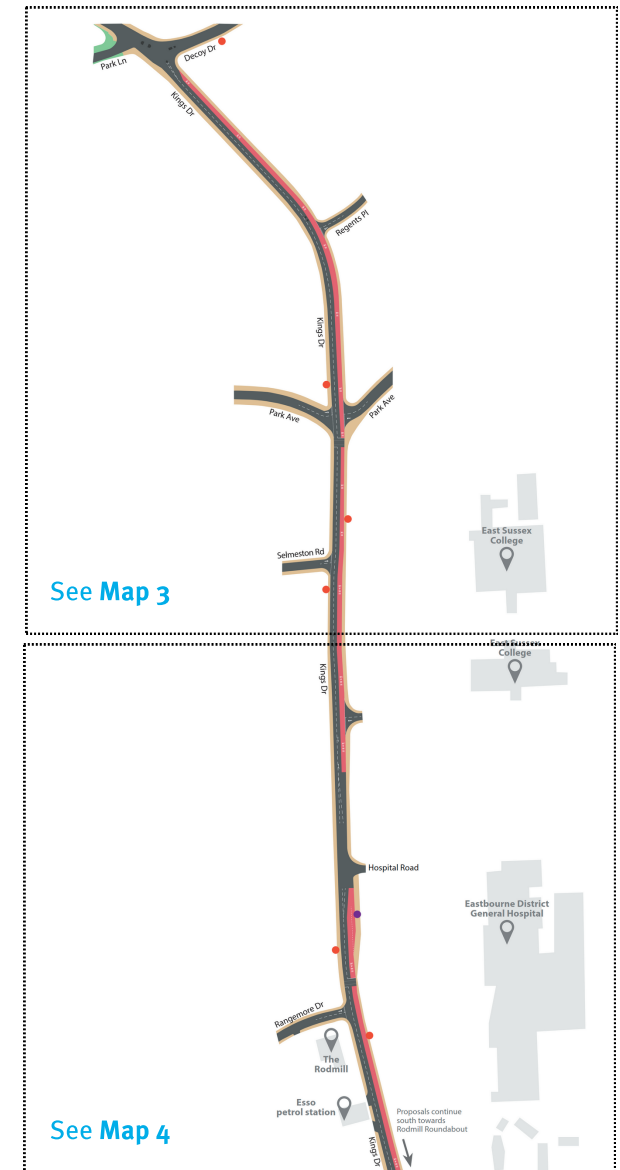 Decoy Dr
Park Ln
Kings Dr
Regents Pl
Kings Dr
Park Ave
Park Ave
East Sussex
College
Selmeston Rd
See Map 3
East Sussex
College
Kings Dr
Hospital Road
Eastbourne District
General Hospital
Rangemore Dr
The
Rodmill
Esso
petrol station
Proposals continue
south towards
Rodmill Roundabout
See Map 4
Kings Dr